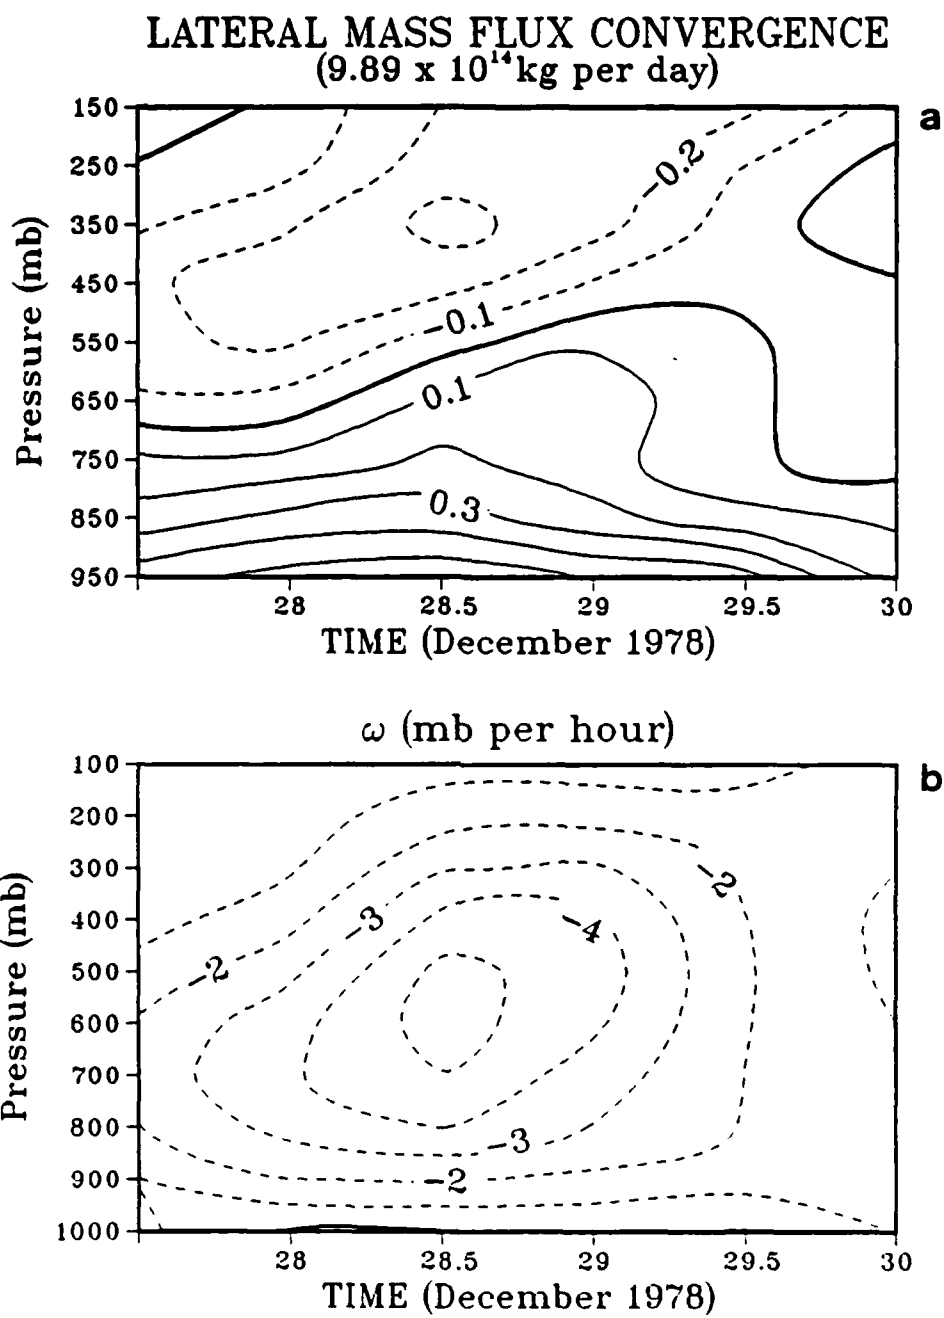 LATERAL MASS FLUX CONVERGENCE
(9.89 x 10¹⁴kg per day)
a
150
250
350
450
550
650
750
850
950
Pressure (mb)
-0.2
-0.1
0.1
0.3
28 28.5 29 29.5 30
TIME (December 1978)
ω (mb per hour)
b
100
200
300
400
500
600
700
800
900
1000
Pressure (mb)
-2
-3
-4
-2
-3
-2
28 28.5 29 29.5 30
TIME (December 1978)